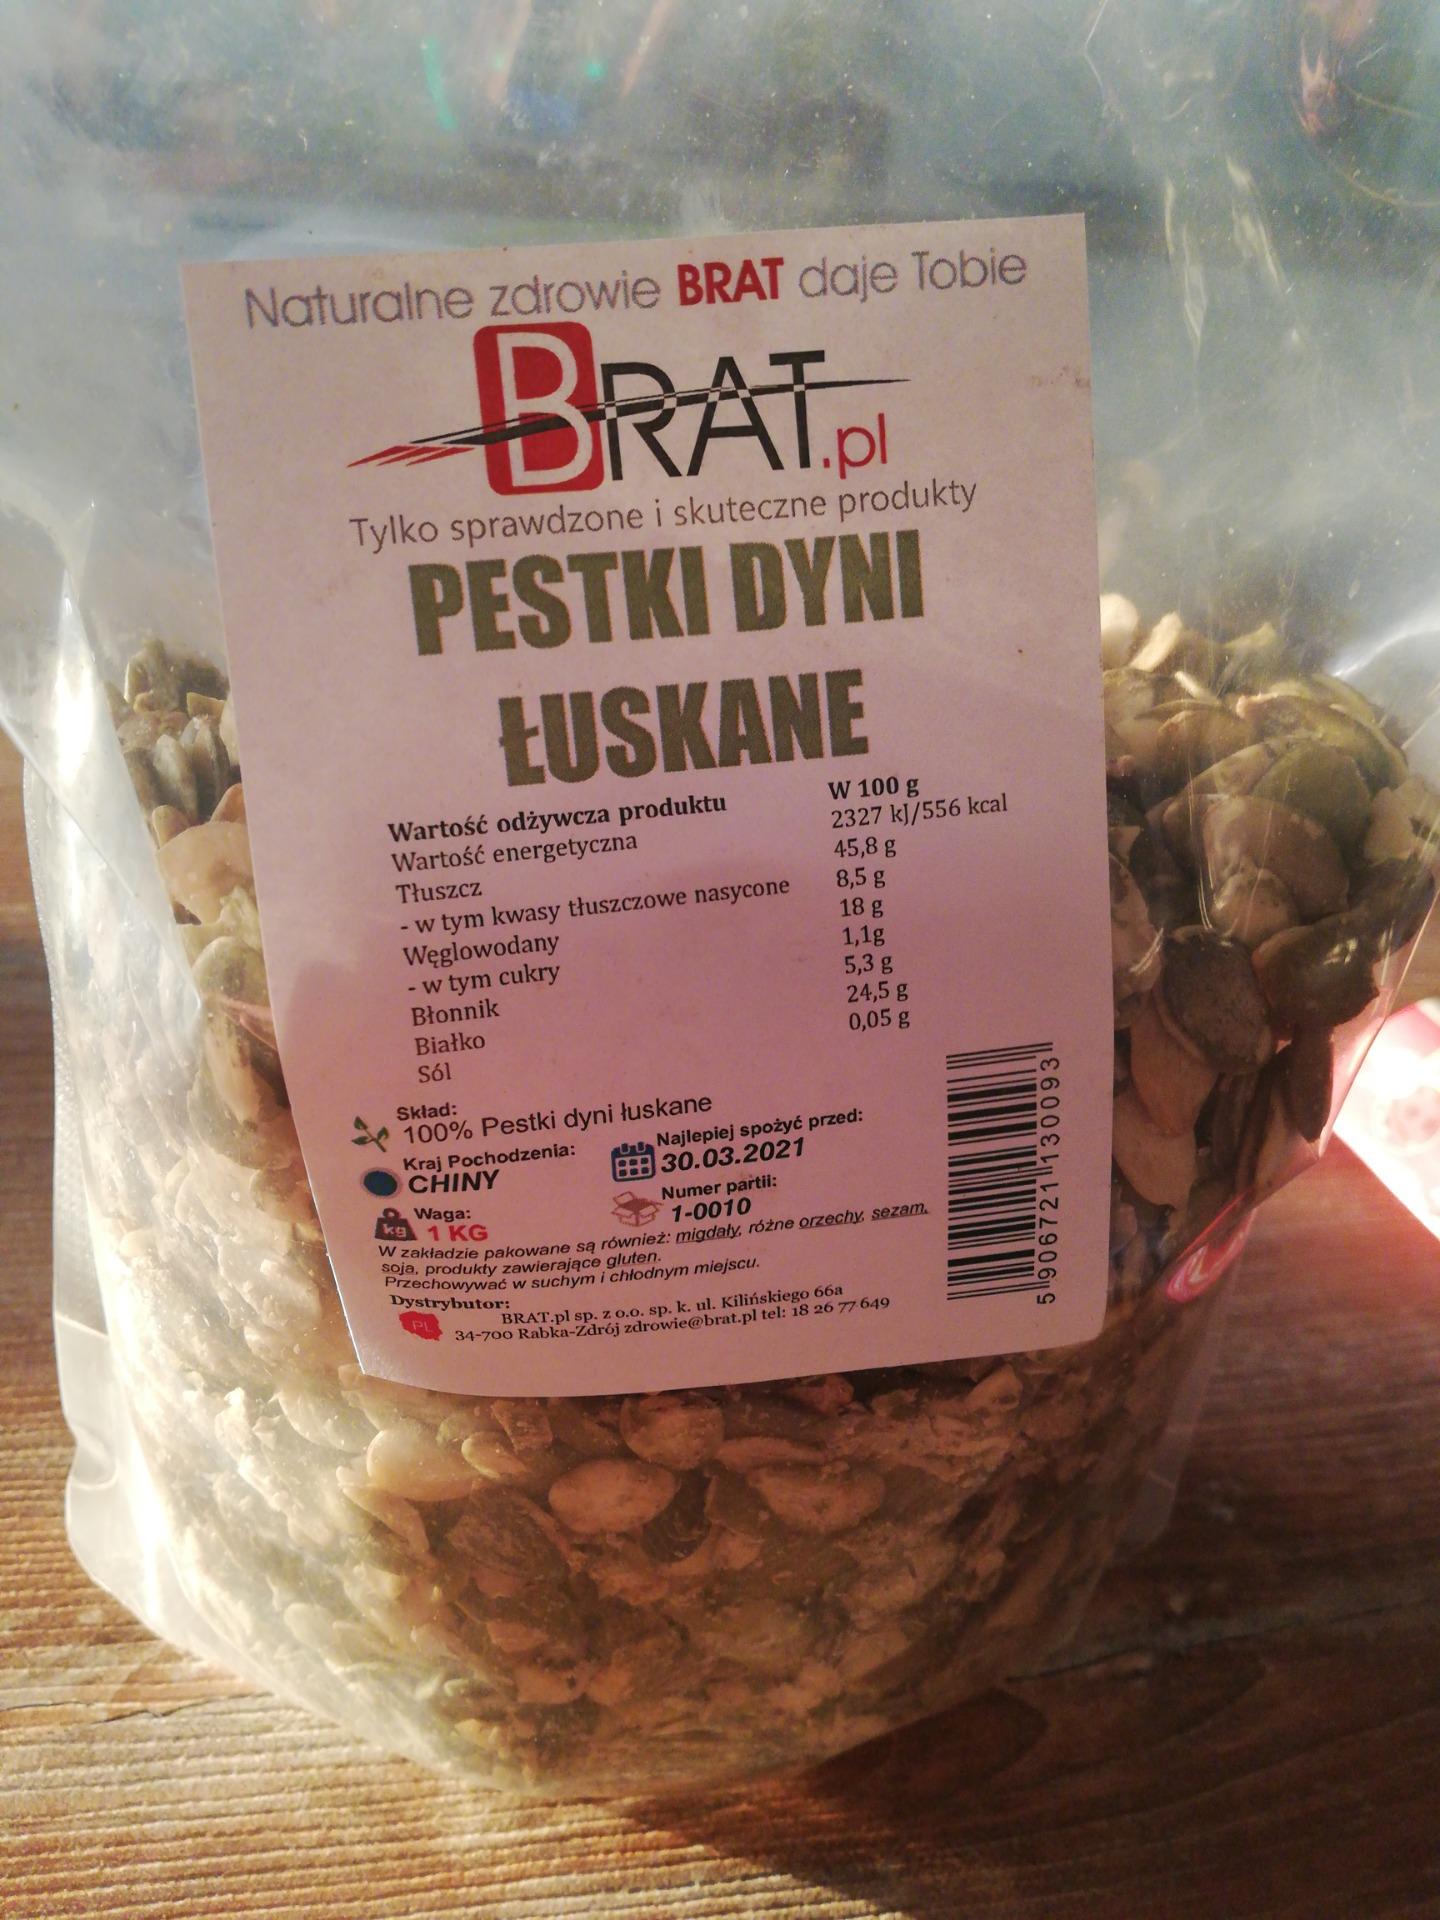 Naturalne zdrowie BRAT daje Tobie
BRAT.pl
Tylko sprawdzone i skuteczne produkty
PESTKI DYNI
ŁUSKANE
Wartość odżywcza produktu W 100 g
Wartość energetyczna 2327 kJ/556 kcal
Tłuszcz 45,8 g
- w tym kwasy tłuszczowe nasycone 8,5 g
Węglowodany 18 g
- w tym cukry 1,1g
Błonnik 5,3 g
Białko 24,5 g
Sól 0,05 g
Skład:
100% Pestki dyni łuskane
Kraj Pochodzenia:
CHINY
Najlepiej spożyć przed:
30.03.2021
Waga:
kg 1 KG
Numer partii:
1-0010
W zakładzie pakowane są również: migdały, różne orzechy, sezam,
soja, produkty zawierające gluten.
Przechowywać w suchym i chłodnym miejscu.
Dystrybutor:
PL
BRAT.pl sp. z o.o. sp. k. ul. Kilińskiego 66a
34-700 Rabka-Zdrój zdrowie@brat.pl tel: 18 26 77 649
5 906721 130093